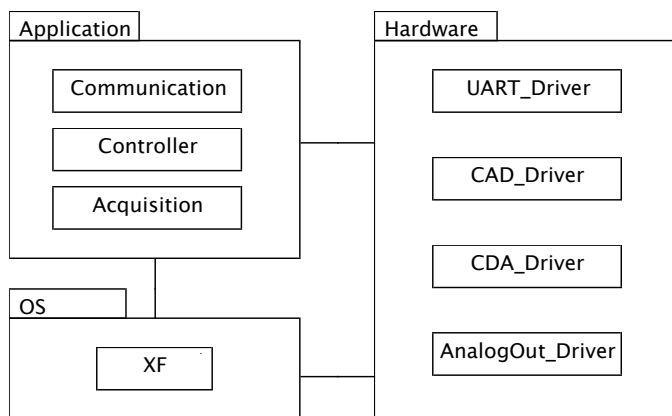 Application
Communication
Controller
Acquisition
OS
XF
Hardware
UART_Driver
CAD_Driver
CDA_Driver
AnalogOut_Driver